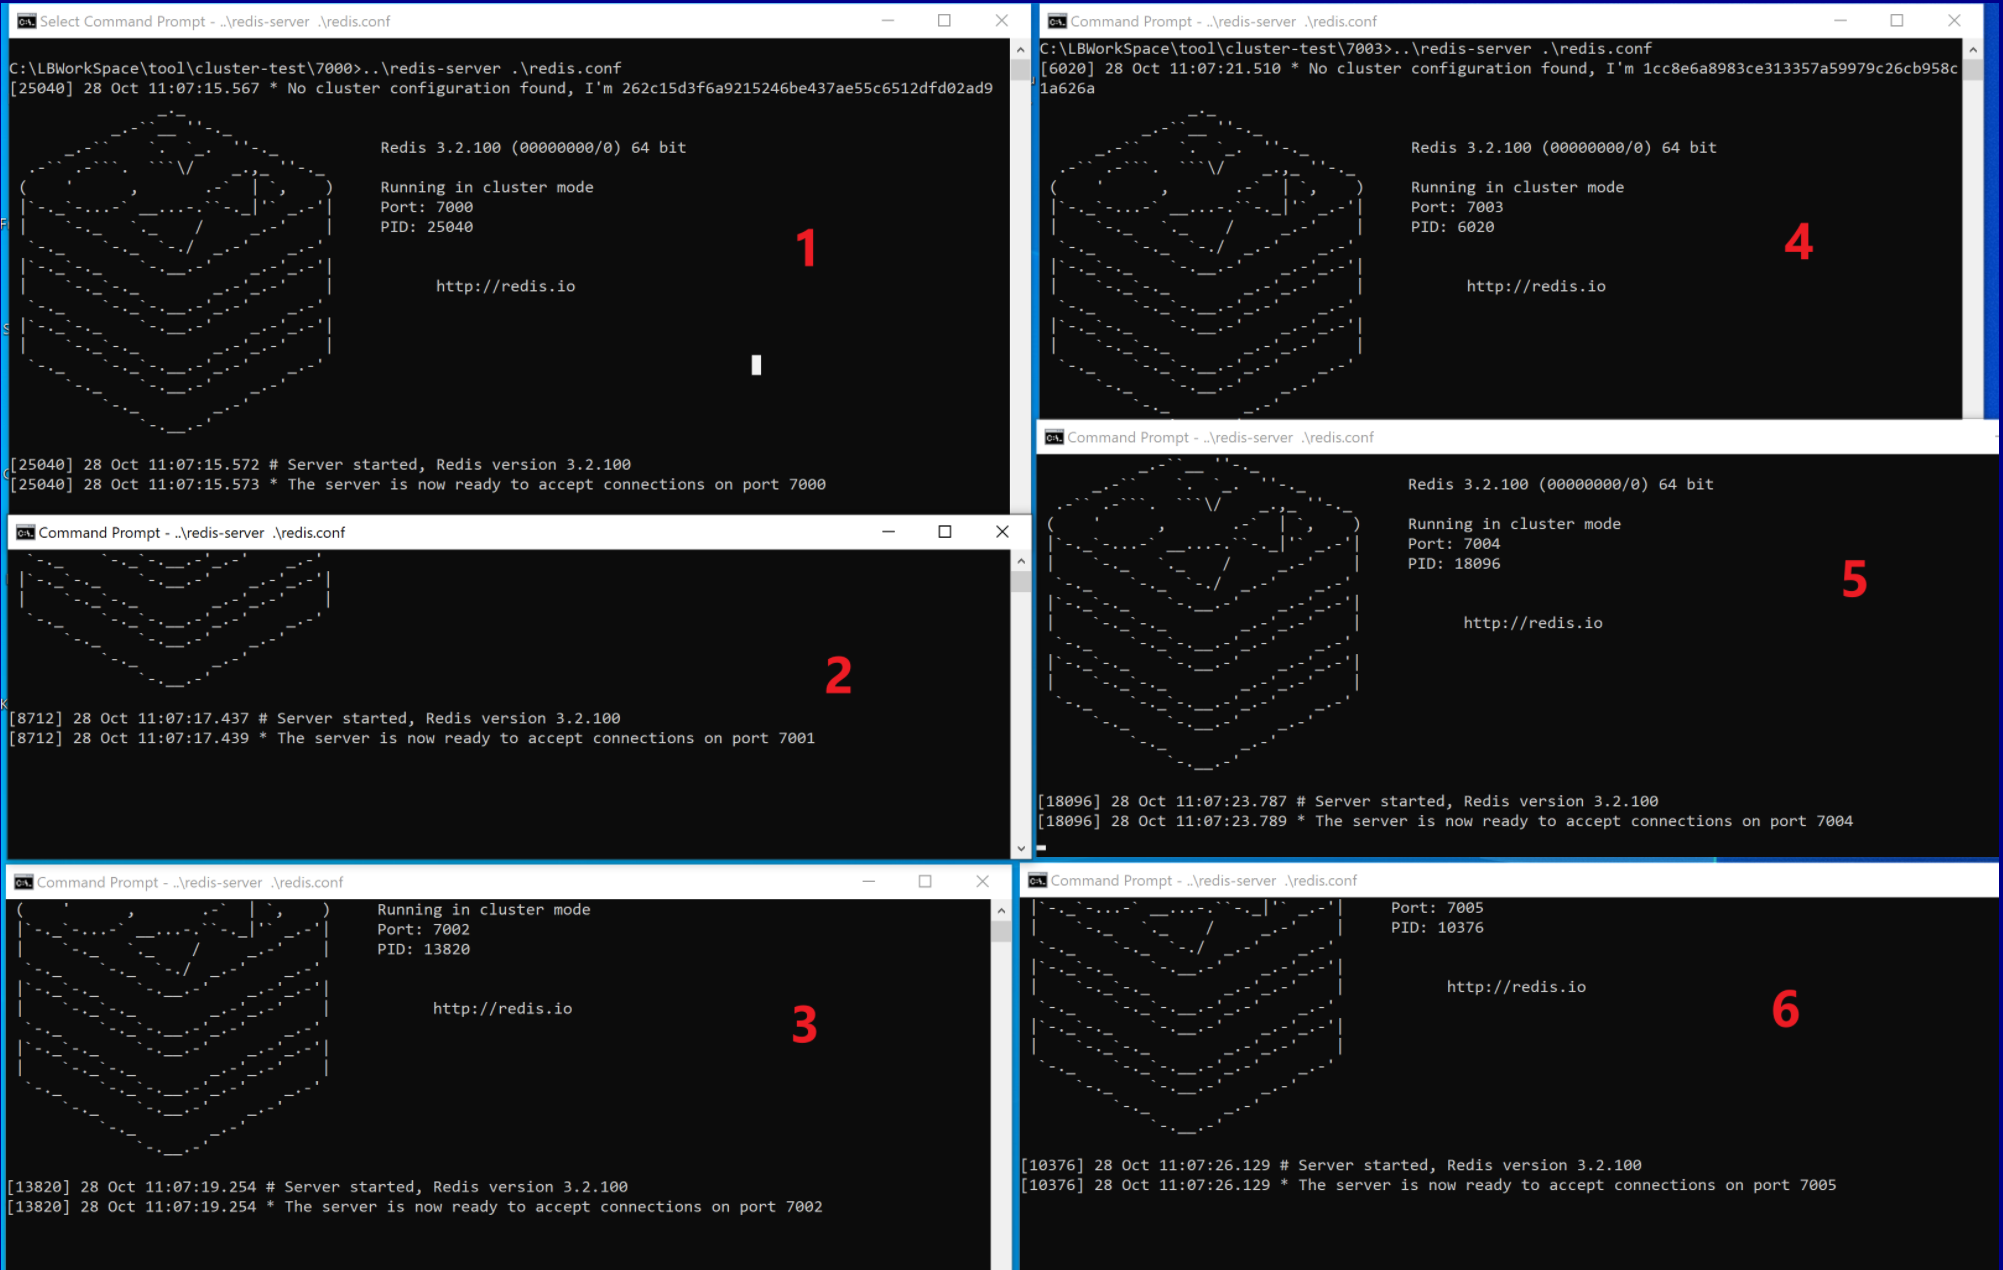 Select Command Prompt - ..\redis-server .\redis.conf
C:\LBWorkSpace\tool\cluster-test\7000>..\redis-server .\redis.conf
[25040] 28 Oct 11:07:15.567 * No cluster configuration found, I'm 262c15d3f6a9215246be437ae55c6512dfd02ad9
Redis 3.2.100 (00000000/0) 64 bit
Running in cluster mode
Port: 7000
PID: 25040
1
http://redis.io
[25040] 28 Oct 11:07:15.572 # Server started, Redis version 3.2.100
[25040] 28 Oct 11:07:15.573 * The server is now ready to accept connections on port 7000
Command Prompt - ..\redis-server .\redis.conf
2
[8712] 28 Oct 11:07:17.437 # Server started, Redis version 3.2.100
[8712] 28 Oct 11:07:17.439 * The server is now ready to accept connections on port 7001
Command Prompt - ..\redis-server .\redis.conf
Running in cluster mode
Port: 7002
PID: 13820
http://redis.io
3
[13820] 28 Oct 11:07:19.254 # Server started, Redis version 3.2.100
[13820] 28 Oct 11:07:19.254 * The server is now ready to accept connections on port 7002
Command Prompt - ..\redis-server .\redis.conf
C:\LBWorkSpace\tool\cluster-test\7003>..\redis-server .\redis.conf
[6020] 28 Oct 11:07:21.510 * No cluster configuration found, I'm 1cc8e6a8983ce313357a59979c26cb958c
1a626a
Redis 3.2.100 (00000000/0) 64 bit
Running in cluster mode
Port: 7003
PID: 6020
4
http://redis.io
Command Prompt - ..\redis-server .\redis.conf
Redis 3.2.100 (00000000/0) 64 bit
Running in cluster mode
Port: 7004
PID: 18096
5
http://redis.io
[18096] 28 Oct 11:07:23.787 # Server started, Redis version 3.2.100
[18096] 28 Oct 11:07:23.789 * The server is now ready to accept connections on port 7004
Command Prompt - ..\redis-server .\redis.conf
Port: 7005
PID: 10376
http://redis.io
6
[10376] 28 Oct 11:07:26.129 # Server started, Redis version 3.2.100
[10376] 28 Oct 11:07:26.129 * The server is now ready to accept connections on port 7005